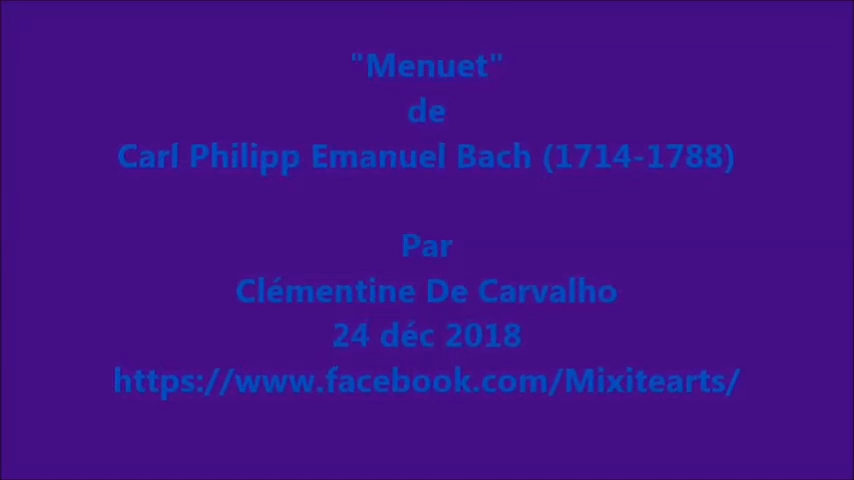 "Menuet"
de
Carl Philipp Emanuel Bach (1714-1788)
Par
Clémentine De Carvalho
24 déc 2018
https://www.facebook.com/Mixitearts/